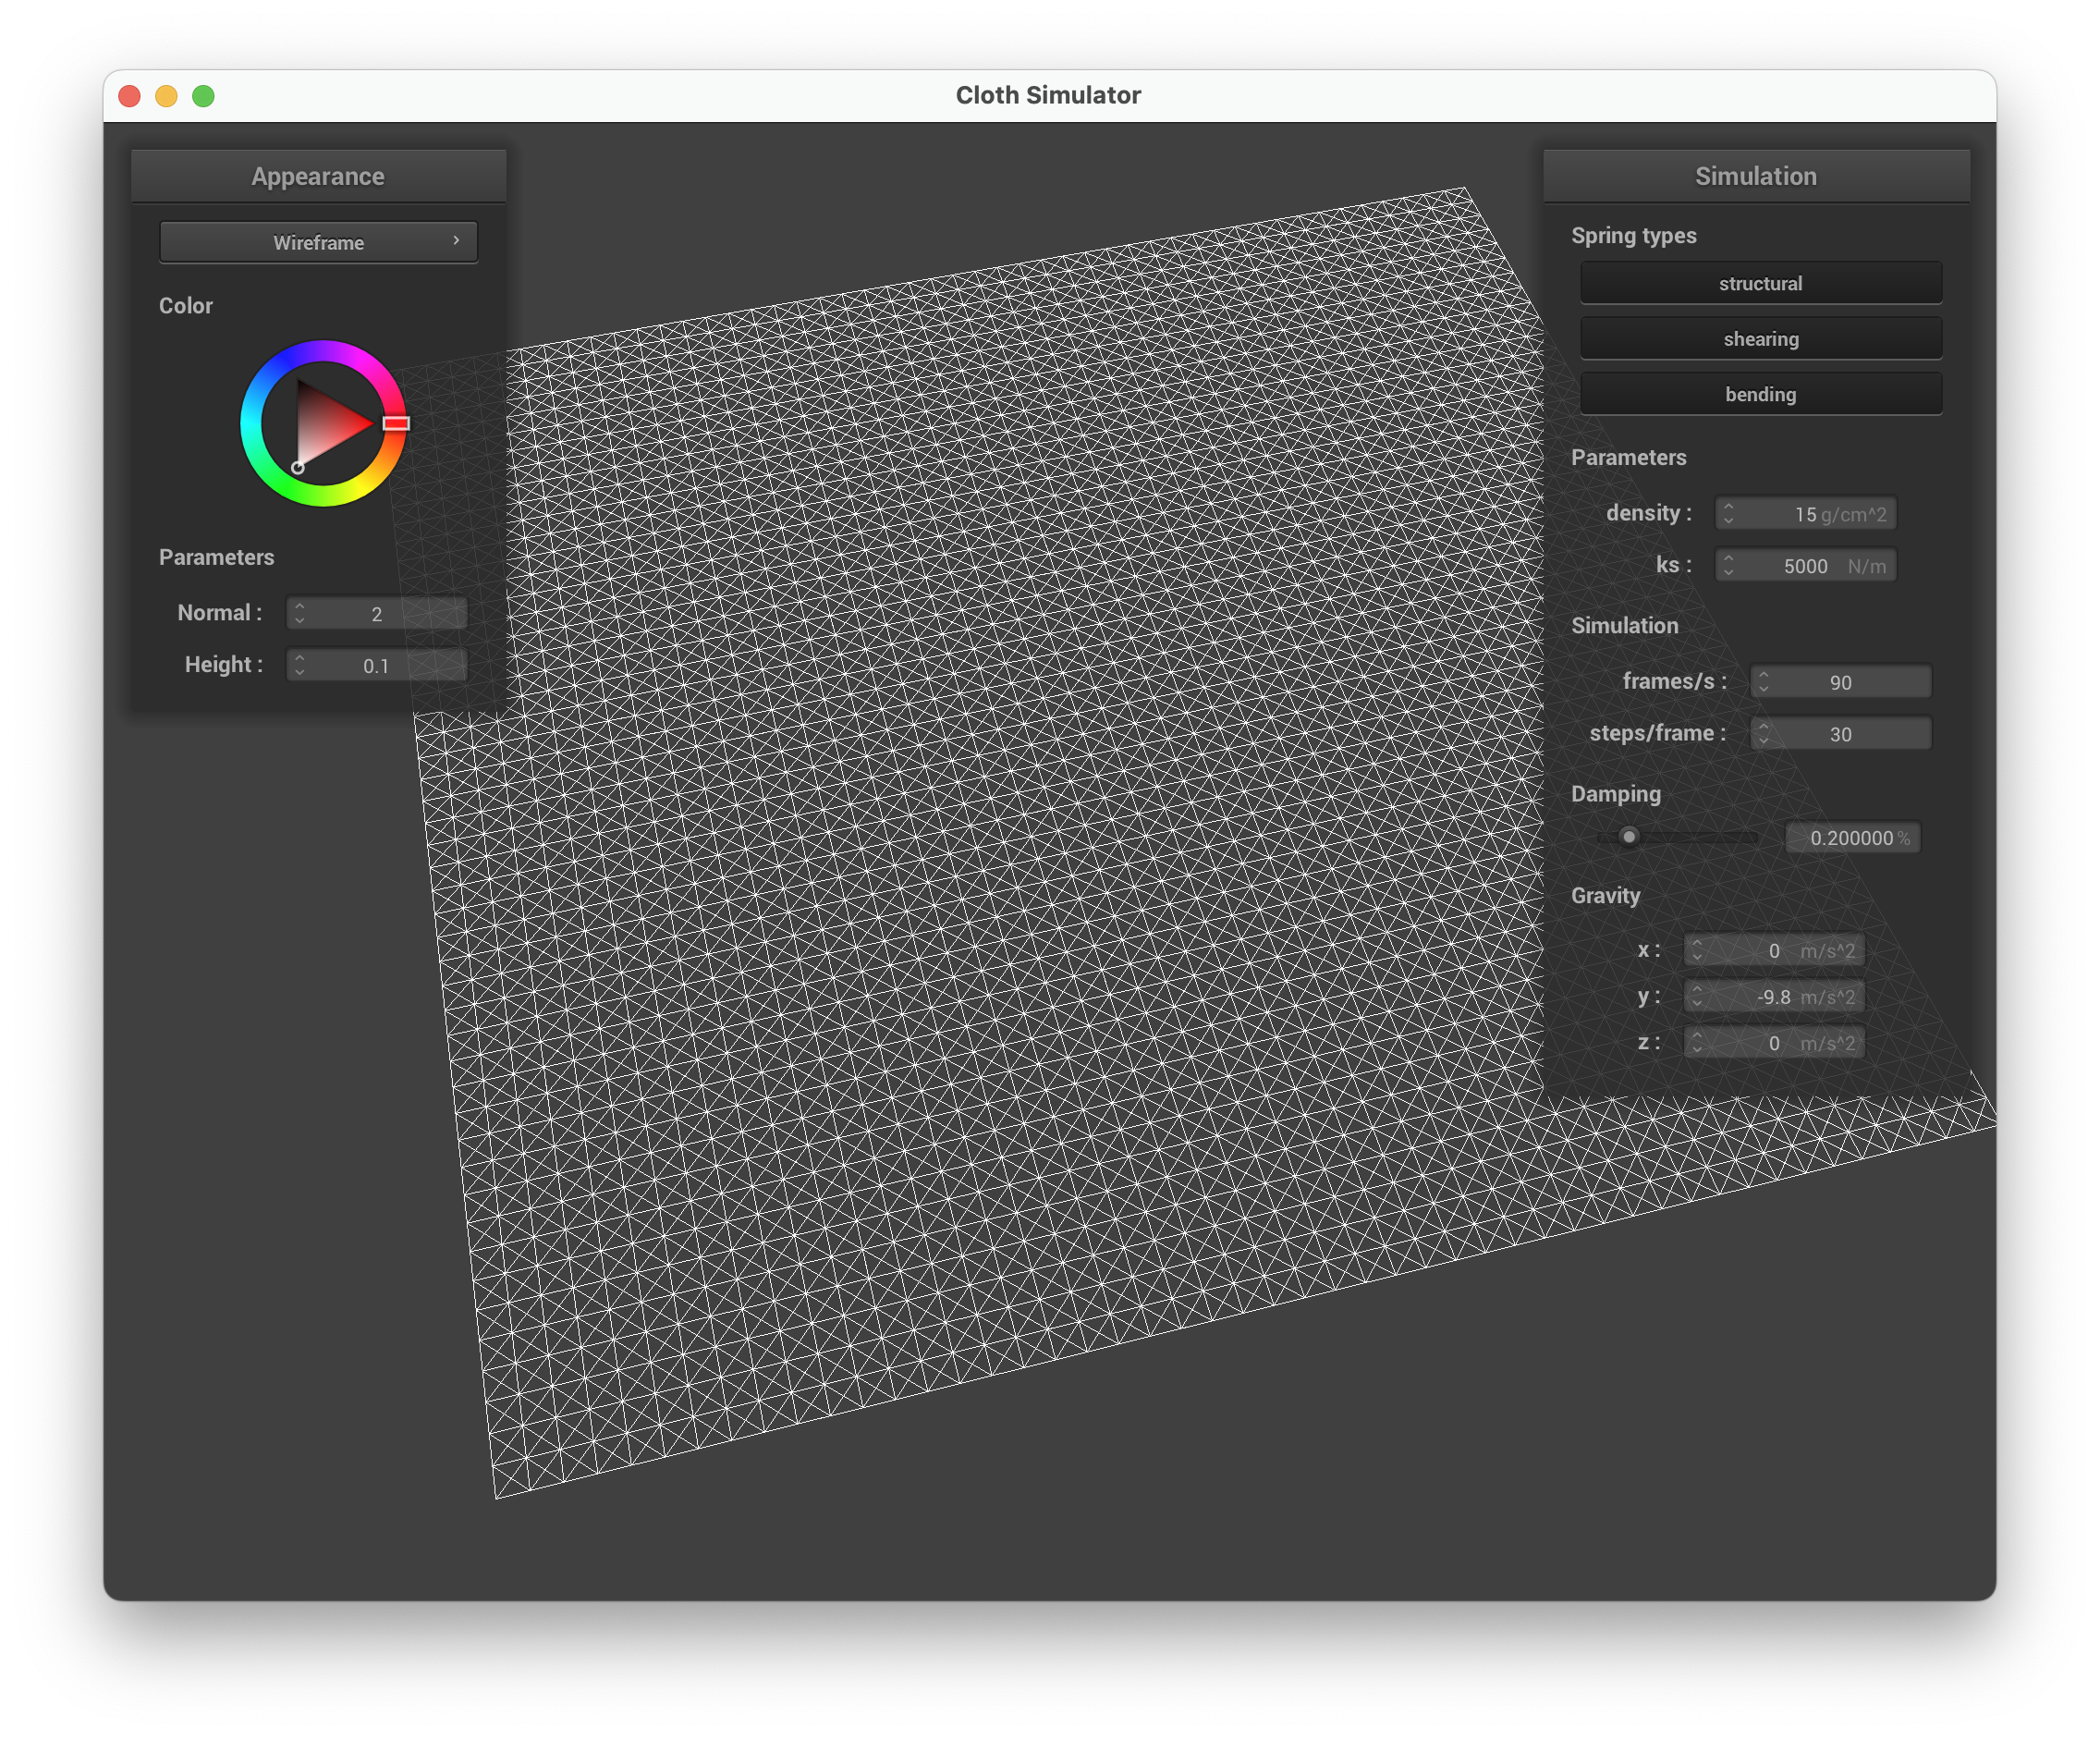 Cloth Simulator
Appearance
Wireframe
Color
Parameters
Normal : 2
Height : 0.1
Simulation
Spring types
structural
shearing
bending
Parameters
density : 15 g/cm^2
ks : 5000 N/m
Simulation
frames/s : 90
steps/frame : 30
Damping
0.200000 %
Gravity
x : 0 m/s^2
y : -9.8 m/s^2
z : 0 m/s^2